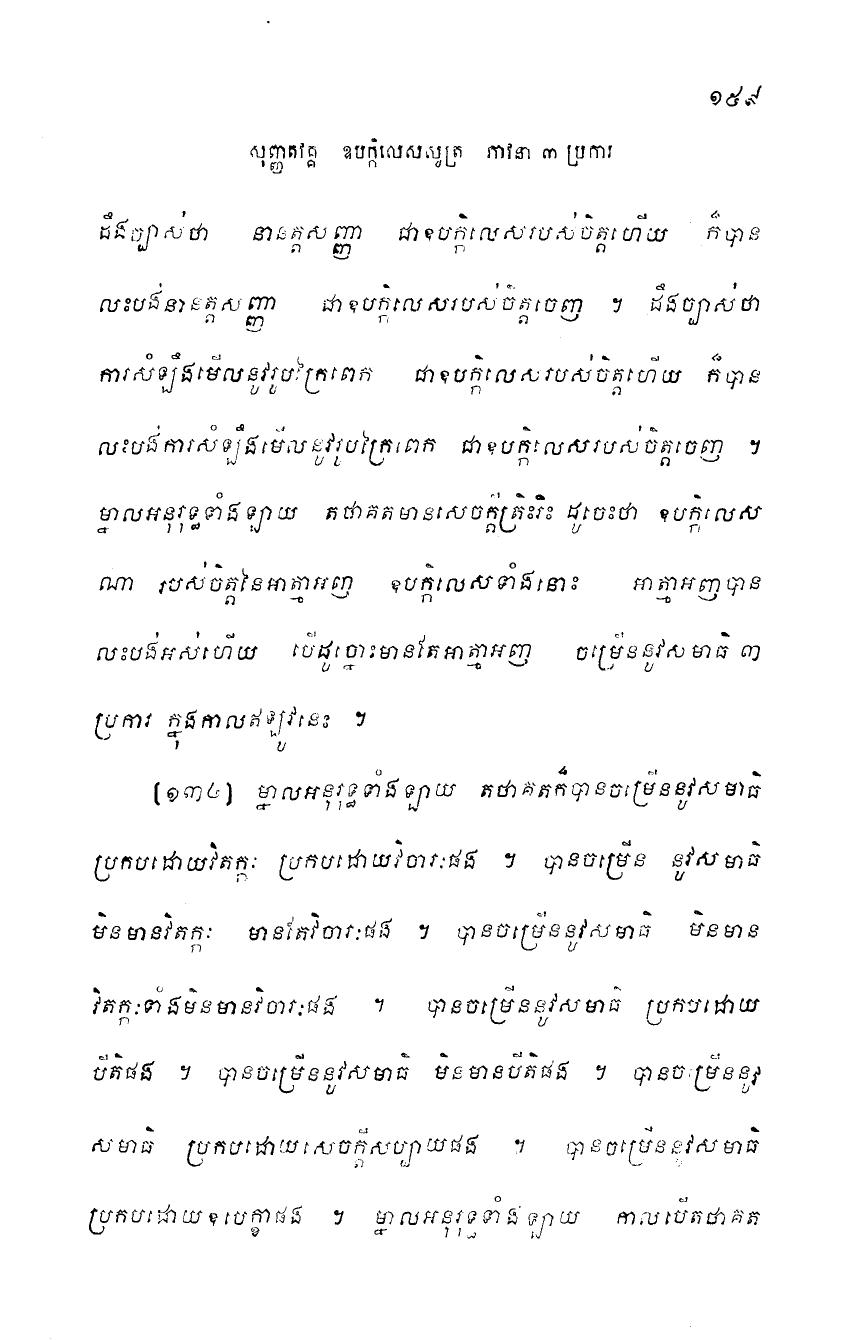 ១៥៩
សុញ្ញតវគ្គ ឧបក្កិលេសសូត្រ ភាវនា ៣ ប្រការ
ដឹងច្បាស់ថា នានត្តសញ្ញា ជាឧបក្កិលេសរបស់ចិត្តហើយ ក៏បាន
លះបង់នានត្តសញ្ញា ជាឧបក្កិលេសរបស់ចិត្តចេញ ។ ដឹងច្បាស់ថា
ការសំឡឹងមើលនូវរូបក្រៃពេក ជាឧបក្កិលេសរបស់ចិត្តហើយ ក៏បាន
លះបង់ការសំឡឹងមើលនូវរូបក្រៃពេក ជាឧបក្កិលេសរបស់ចិត្តចេញ ។
ម្នាលអនុរុទ្ធទាំងឡាយ តថាគតមានសេចក្តីត្រិះរិះ ដូច្នេះថា ឧបក្កិលេស
ណា របស់ចិត្តនៃអាត្មាអញ ឧបក្កិលេសទាំងនោះ អាត្មាអញបាន
លះបង់អស់ហើយ បើដូច្នោះមានតែអាត្មាអញ ចម្រើននូវសមាធិ ៣
ប្រការ ក្នុងកាលឥឡូវនេះ ។
[១៣៤] ម្នាលអនុរុទ្ធទាំងឡាយ តថាគតក៏បានចម្រើននូវសមាធិ
ប្រកបដោយវិតក្កៈ ប្រកបដោយវិចារៈផង ។ បានចម្រើន នូវសមាធិ
មិនមានវិតក្កៈ មានតែវិចារៈផង ។ បានចម្រើននូវសមាធិ មិនមាន
វិតក្កៈទាំងមិនមានវិចារៈផង ។ បានចម្រើននូវសមាធិ ប្រកបដោយ
បីតិផង ។ បានចម្រើននូវសមាធិ មិនមានបីតិផង ។ បានចម្រើននូវ
សមាធិ ប្រកបដោយសេចក្តីសប្បាយផង ។ បានចម្រើននូវសមាធិ
ប្រកបដោយឧបេក្ខាផង ។ ម្នាលអនុរុទ្ធទាំងឡាយ កាលបើតថាគត